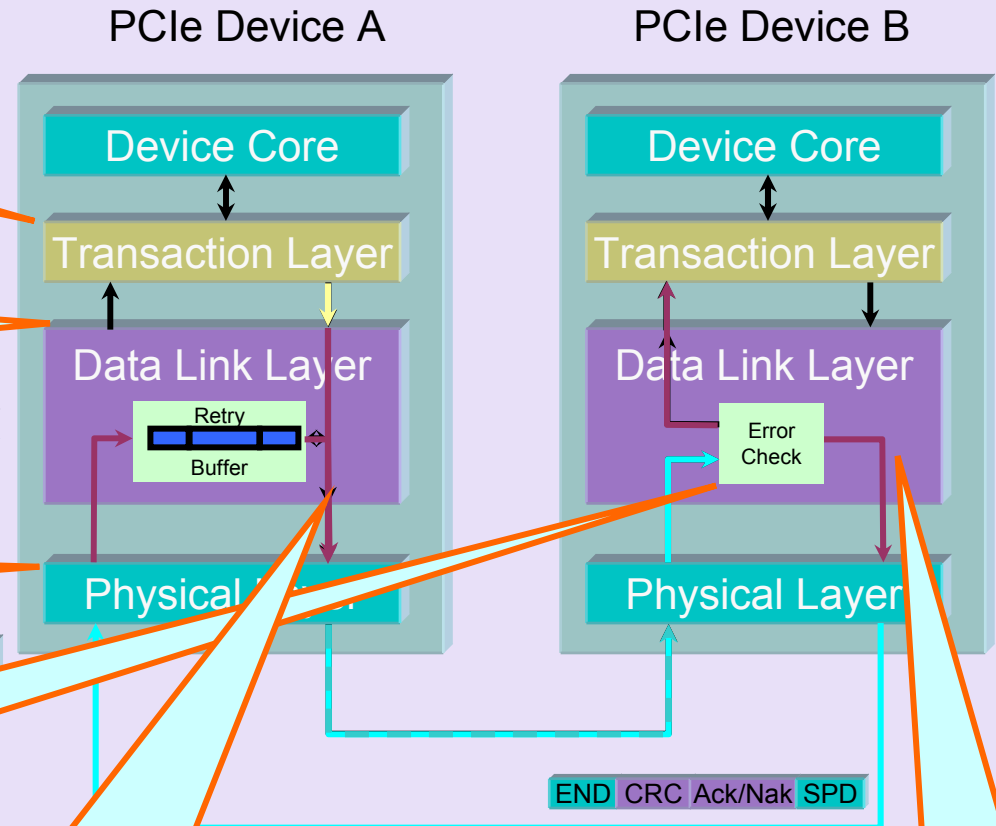 PCIe Device A
PCIe Device B
Device Core
Transaction Layer
Data Link Layer
Retry
Buffer
Physical Layer
Device Core
Transaction Layer
Data Link Layer
Error
Check
Physical Layer
END CRC Ack/Nak SPD